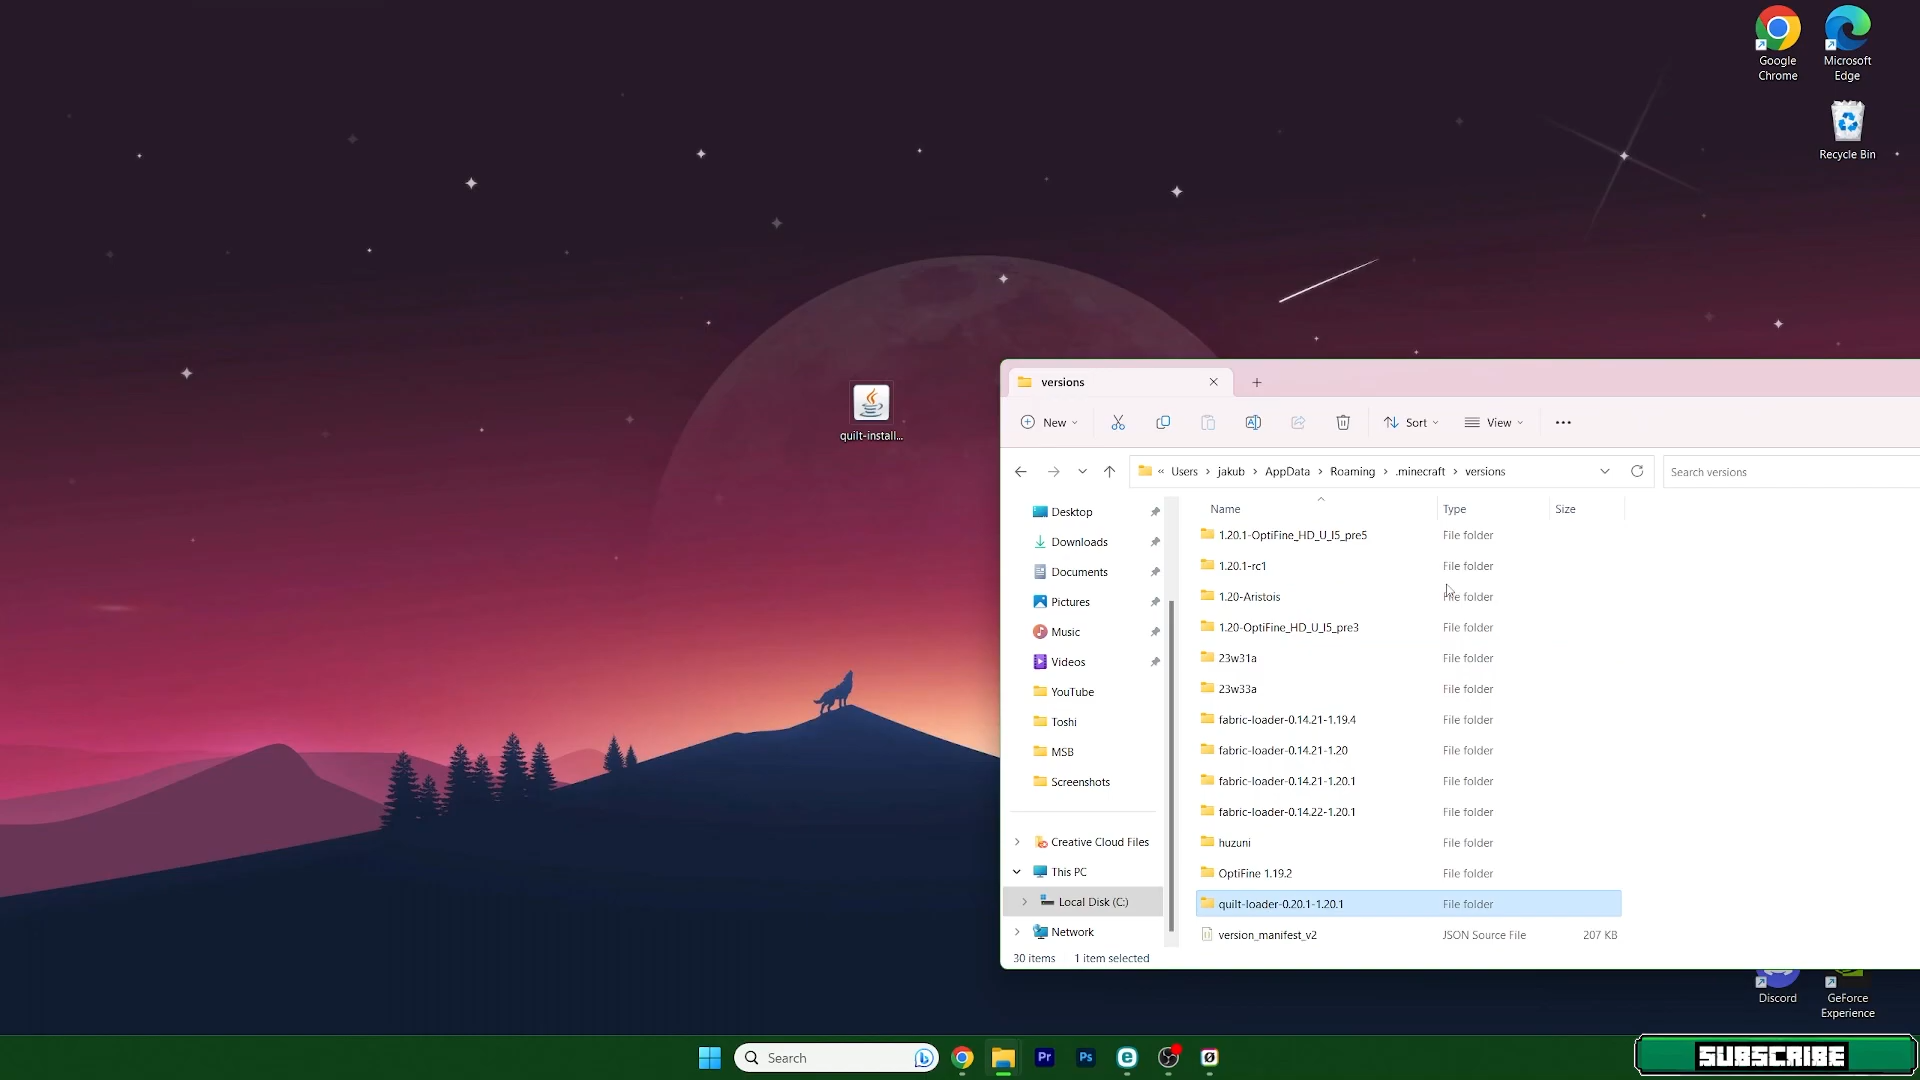 Google
Chrome
Microsoft
Edge
Recycle Bin
quilt-install...
versions
New
Sort
View
« Users › jakub › AppData › Roaming › .minecraft › versions
Search versions
Name
Type
Size
Desktop
Downloads
Documents
Pictures
Music
Videos
YouTube
Toshi
MSB
Screenshots
Creative Cloud Files
This PC
Local Disk (C:)
Network
1.20.1-OptiFine_HD_U_I5_pre5 File folder
1.20.1-rc1 File folder
1.20-Aristois File folder
1.20-OptiFine_HD_U_I5_pre3 File folder
23w31a File folder
23w33a File folder
fabric-loader-0.14.21-1.19.4 File folder
fabric-loader-0.14.21-1.20 File folder
fabric-loader-0.14.21-1.20.1 File folder
fabric-loader-0.14.22-1.20.1 File folder
huzuni File folder
OptiFine 1.19.2 File folder
quilt-loader-0.20.1-1.20.1 File folder
version_manifest_v2 JSON Source File 207 KB
30 items 1 item selected
Discord
GeForce
Experience
Search
Pr
Ps
SUBSCRIBE